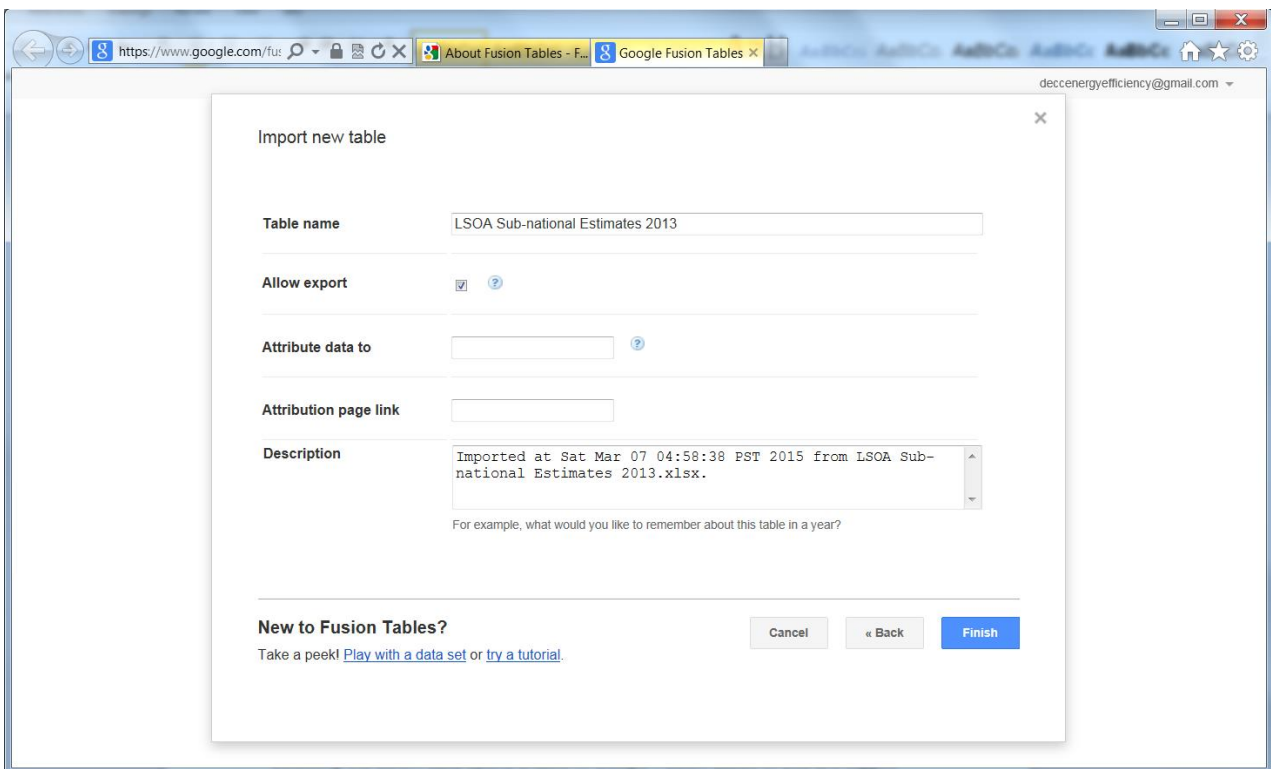 https://www.google.com/fus
About Fusion Tables - F...
Google Fusion Tables
deccenergyefficiency@gmail.com
Import new table
Table name
LSOA Sub-national Estimates 2013
Allow export
Attribute data to
Attribution page link
Description
Imported at Sat Mar 07 04:58:38 PST 2015 from LSOA Sub-
national Estimates 2013.xlsx.
For example, what would you like to remember about this table in a year?
New to Fusion Tables?
Cancel
« Back
Finish
Take a peek! Play with a data set or try a tutorial.